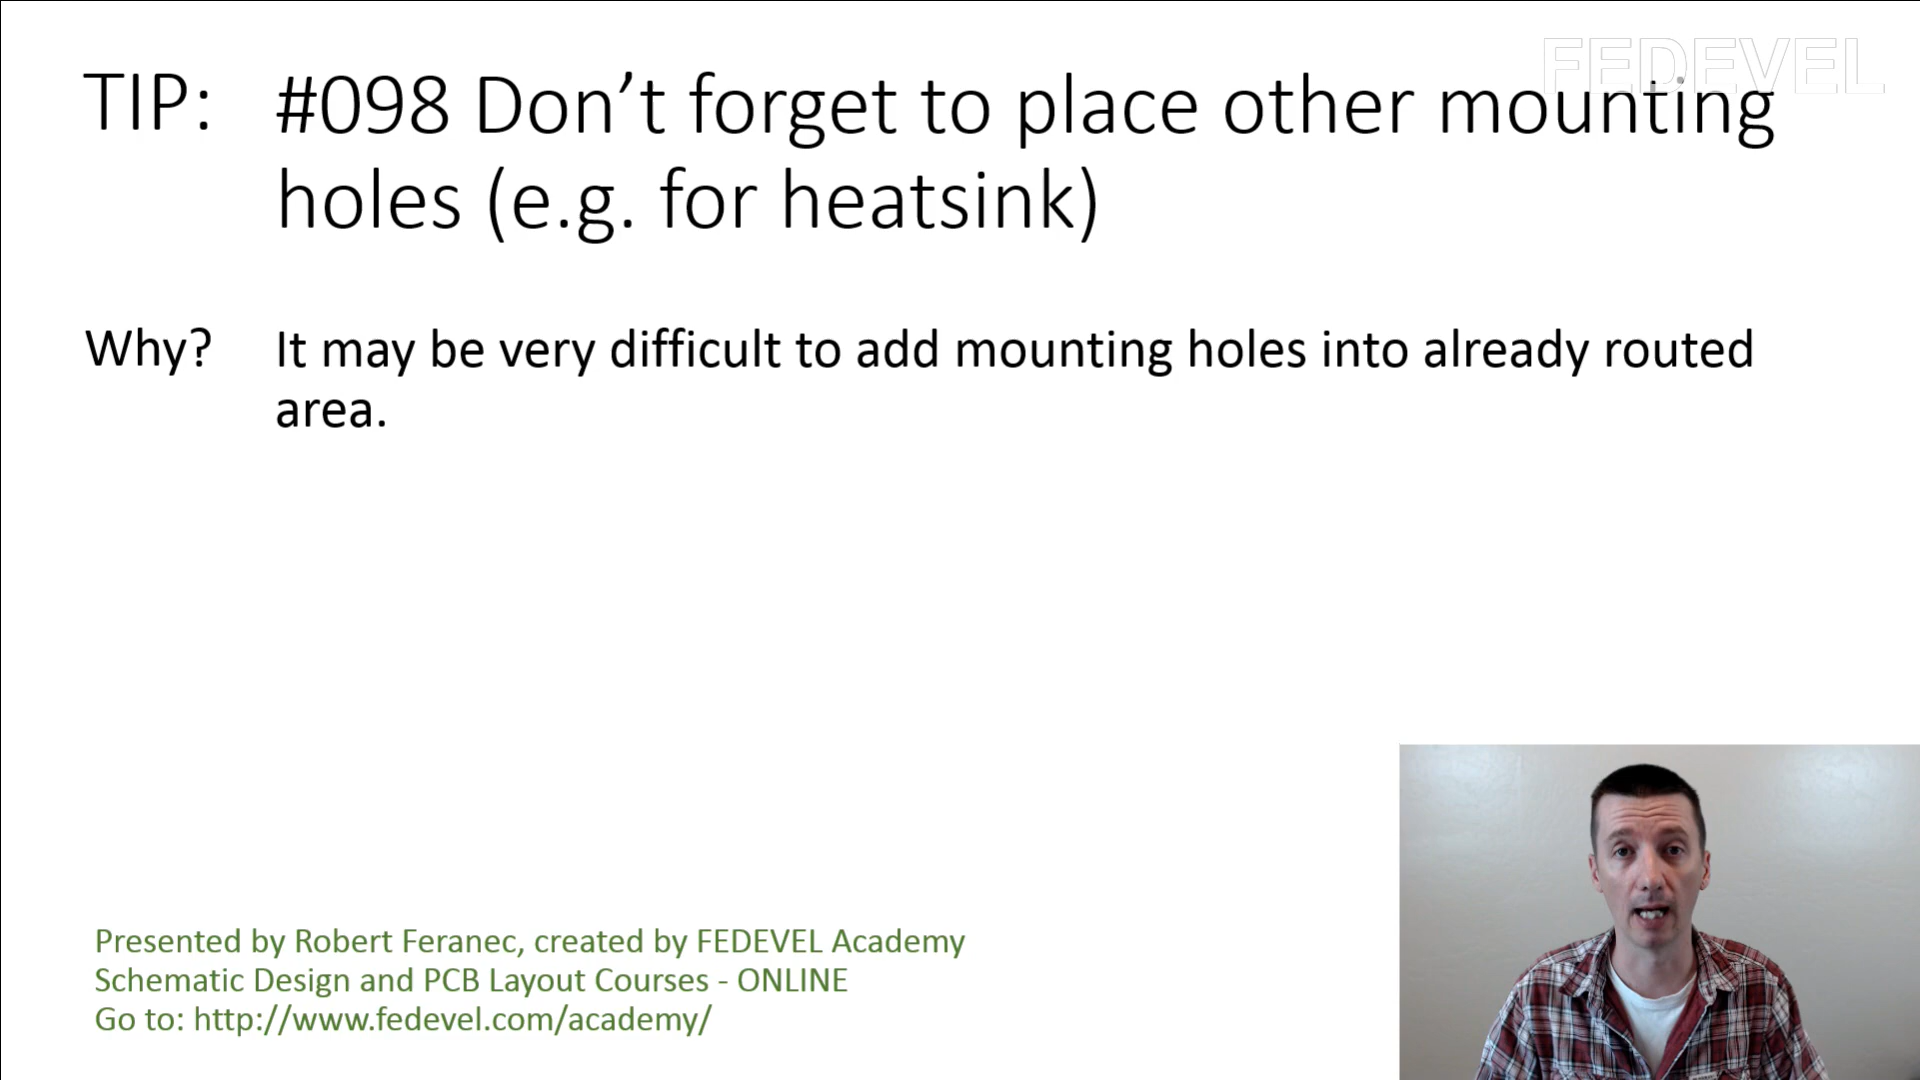 FEDEVEL
TIP: #098 Don’t forget to place other mounting
holes (e.g. for heatsink)
Why? It may be very difficult to add mounting holes into already routed
area.
Presented by Robert Feranec, created by FEDEVEL Academy
Schematic Design and PCB Layout Courses - ONLINE
Go to: http://www.fedevel.com/academy/